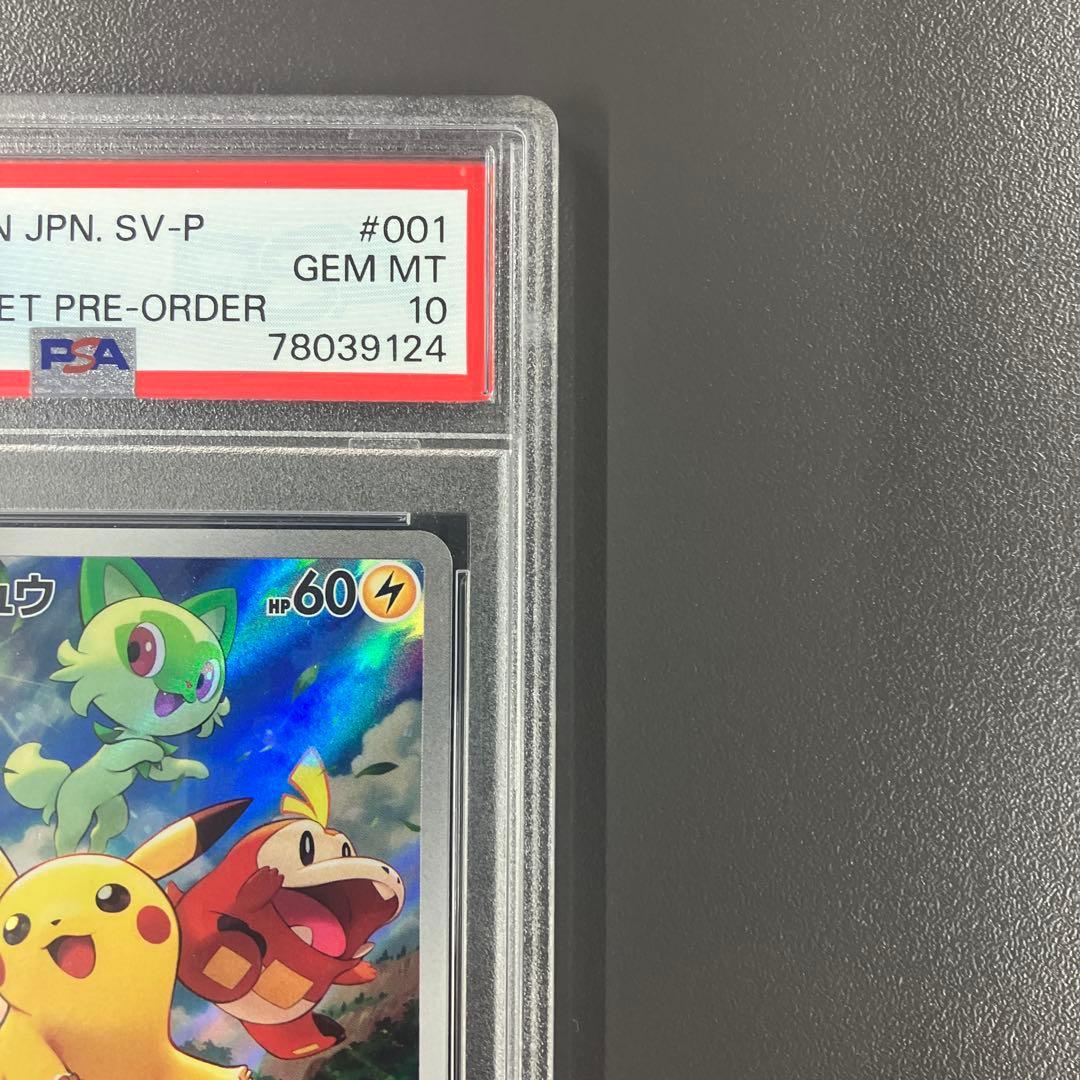 N JPN. SV-P #001
GEM MT
ET PRE-ORDER 10
PSA 78039124
ュウ HP60